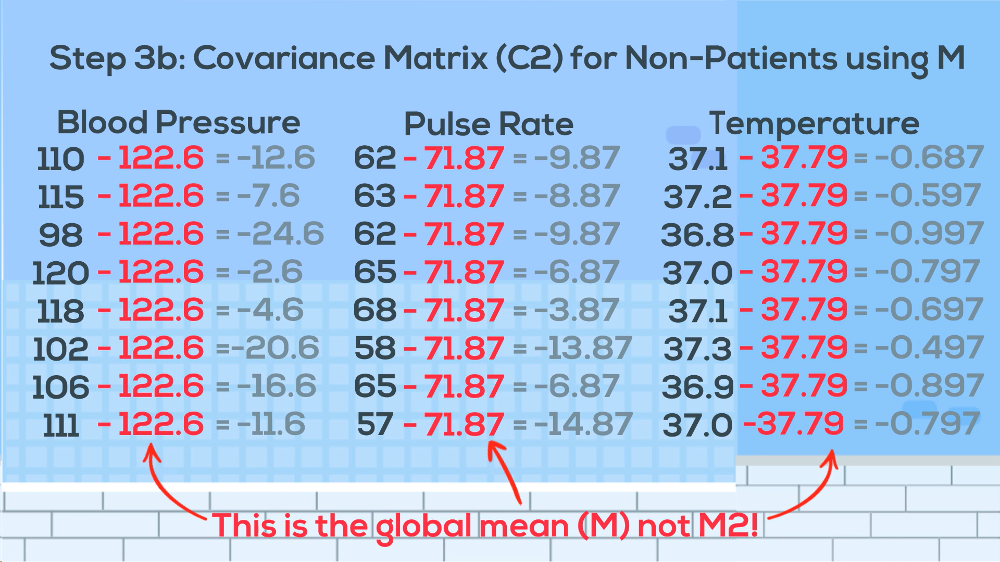 Step 3b: Covariance Matrix (C2) for Non-Patients using M
Blood Pressure Pulse Rate Temperature
110 - 122.6 = -12.6 62 - 71.87 = -9.87 37.1 - 37.79 = -0.687
115 - 122.6 = -7.6 63 - 71.87 = -8.87 37.2 - 37.79 = -0.597
98 - 122.6 = -24.6 62 - 71.87 = -9.87 36.8 - 37.79 = -0.997
120 - 122.6 = -2.6 65 - 71.87 = -6.87 37.0 - 37.79 = -0.797
118 - 122.6 = -4.6 68 - 71.87 = -3.87 37.1 - 37.79 = -0.697
102 - 122.6 =-20.6 58 - 71.87 = -13.87 37.3 - 37.79 = -0.497
106 - 122.6 = -16.6 65 - 71.87 = -6.87 36.9 - 37.79 = -0.897
111 - 122.6 = -11.6 57 - 71.87 = -14.87 37.0 -37.79 = -0.797
This is the global mean (M) not M2!